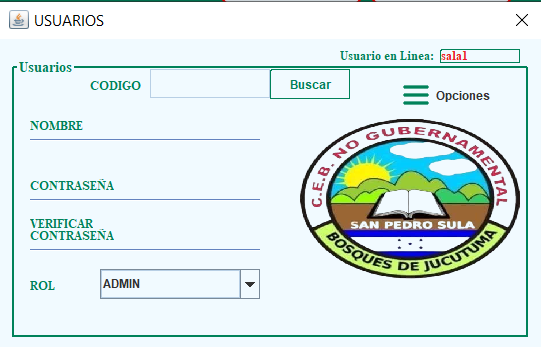 USUARIOS
Usuario en Linea: sala1
Usuarios
CODIGO
Buscar
Opciones
NOMBRE
CONTRASEÑA
VERIFICAR
CONTRASEÑA
ROL
ADMIN
C.E.B. NO GUBERNAMENTAL
SAN PEDRO SULA
BOSQUES DE JUCUTUMA